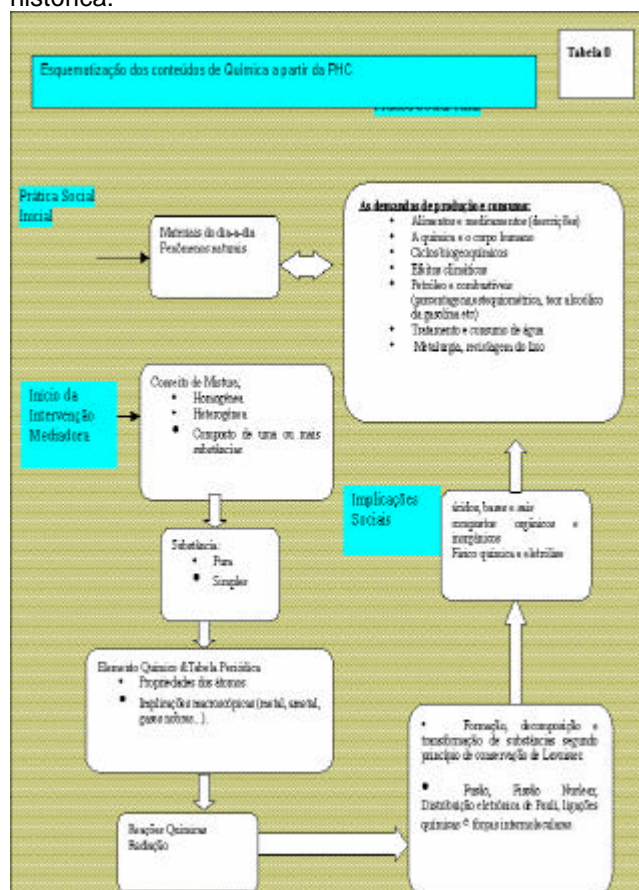 histórica.
Tabela 8
Esquematização dos conteúdos de Química a partir da PHC
Prática Social
Inicial
Materiais do dia-a-dia
Fenômenos naturais
As demandas de produção e consumo:
• Alimentos e medicamentos (descrições)
• A química e o corpo humano
• Ciclos biogeoquímicos
• Efeitos climáticos
• Petróleo e combustíveis
(porcentagens, estequiométrica, teor alcoólico
da gasolina etc)
• Tratamento e consumo de água
• Metalurgia, reciclagem do lixo
Início da
Intervenção
Mediadora
Conceito de Mistura;
• Homogênea
• Heterogênea
• Composto de uma ou mais
substâncias
Substância:
• Pura
• Simples
Elemento Químico & Tabela Periódica
• Propriedades dos átomos
• Implicações macroscópicas (metal, ametal,
gases nobres...).
Reações Químicas
Radiação
• Formação, decomposição e
transformação de substâncias segundo
princípio de conservação de Lavoisier.
• Fusão, Fissão Nuclear,
Distribuição eletrônica de Pauli, ligações
químicas e forças intermoleculares.
Implicações
Sociais
ácidos, bases e sais
compostos orgânicos e
inorgânicos
Físico química e eletrólise